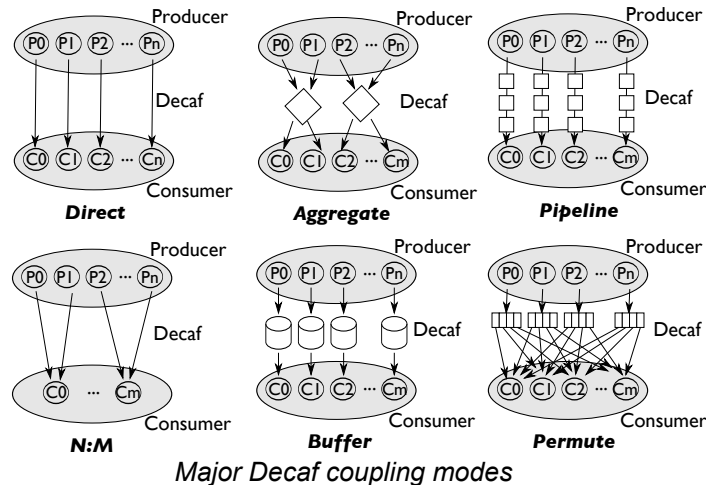 Producer
P0 P1 P2 ... Pn
Decaf
C0 C1 C2 ... Cn
Consumer
Direct
Producer
P0 P1 P2 ... Pn
Decaf
C0 C1 C2 ... Cm
Consumer
Aggregate
Producer
P0 P1 P2 ... Pn
Decaf
C0 C1 C2 ... Cm
Consumer
Pipeline
Producer
P0 P1 P2 ... Pn
Decaf
C0 ... Cm
Consumer
N:M
Producer
P0 P1 P2 ... Pn
Decaf
C0 C1 C2 ... Cm
Consumer
Buffer
Producer
P0 P1 P2 ... Pn
Decaf
C0 C1 C2 ... Cm
Consumer
Permute
Major Decaf coupling modes